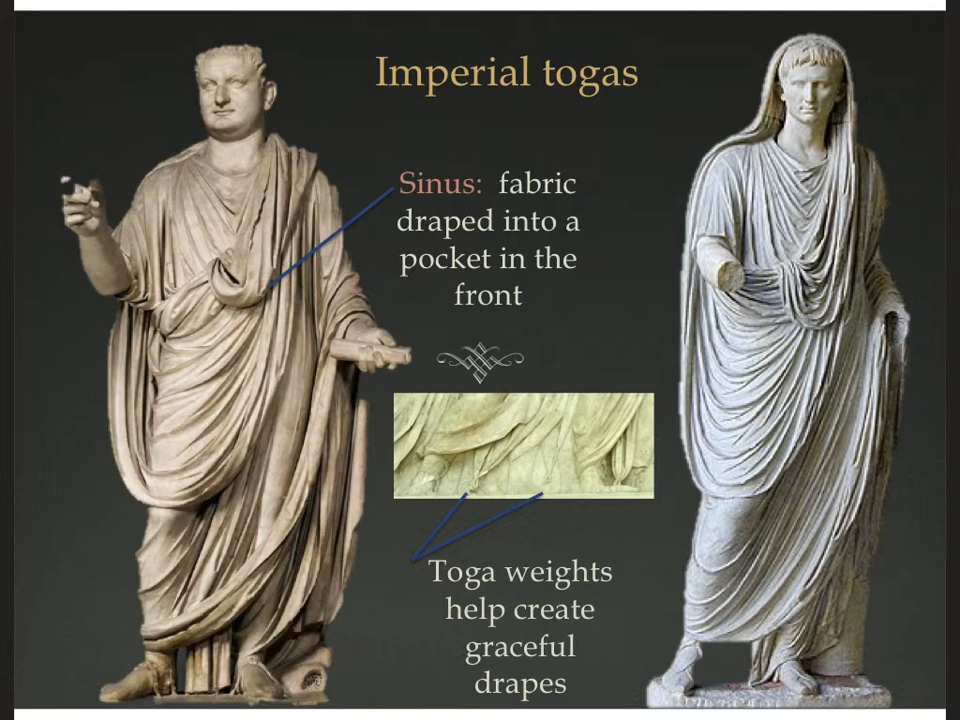 Imperial togas
Sinus: fabric
draped into a
pocket in the
front
Toga weights
help create
graceful
drapes